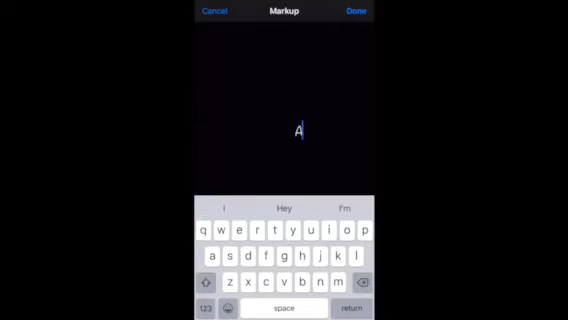 Cancel Markup Done
A
I Hey I'm
q w e r t y u i o p
a s d f g h j k l
z x c v b n m
123 space return